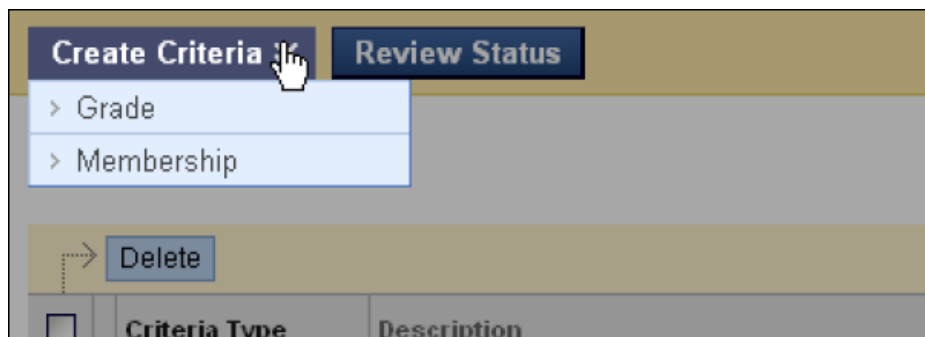 Create Criteria Review Status
> Grade
> Membership
Delete
Criteria Type Description